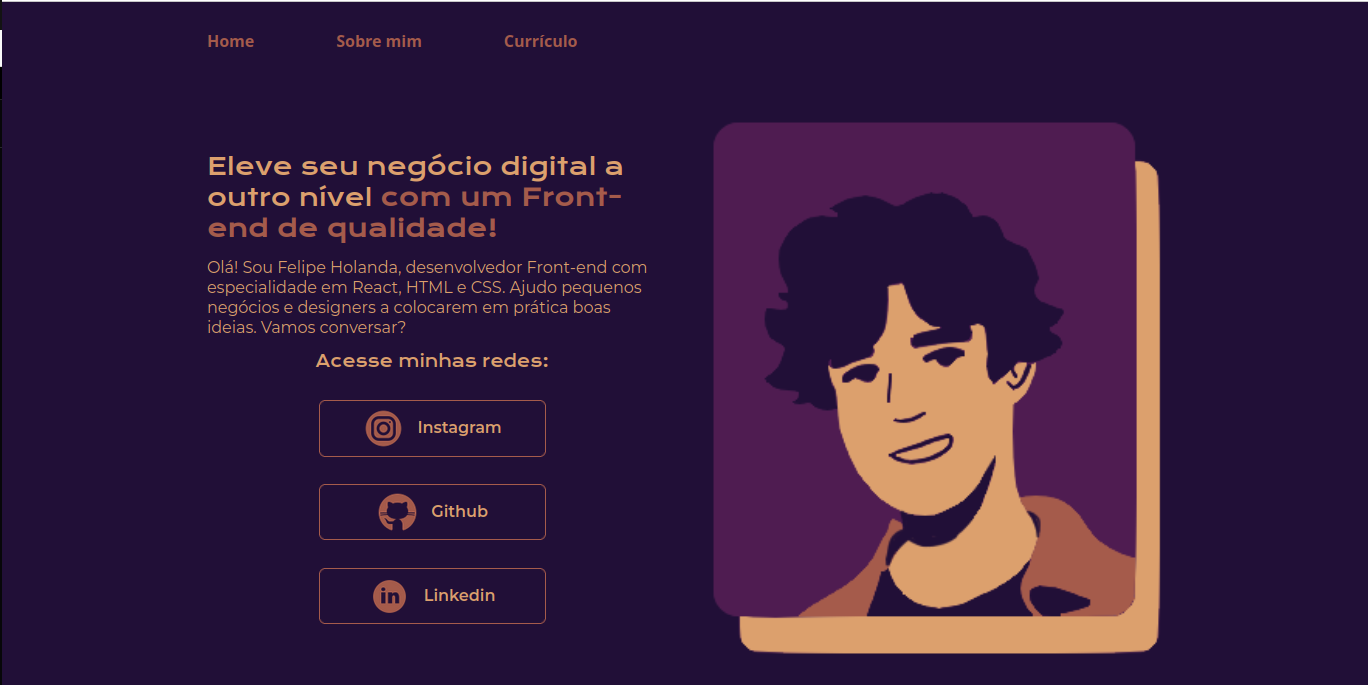 Home
Sobre mim
Currículo
Eleve seu negócio digital a
outro nível com um Front-
end de qualidade!
Olá! Sou Felipe Holanda, desenvolvedor Front-end com
especialidade em React, HTML e CSS. Ajudo pequenos
negócios e designers a colocarem em prática boas
ideias. Vamos conversar?
Acesse minhas redes:
Instagram
Github
in
Linkedin